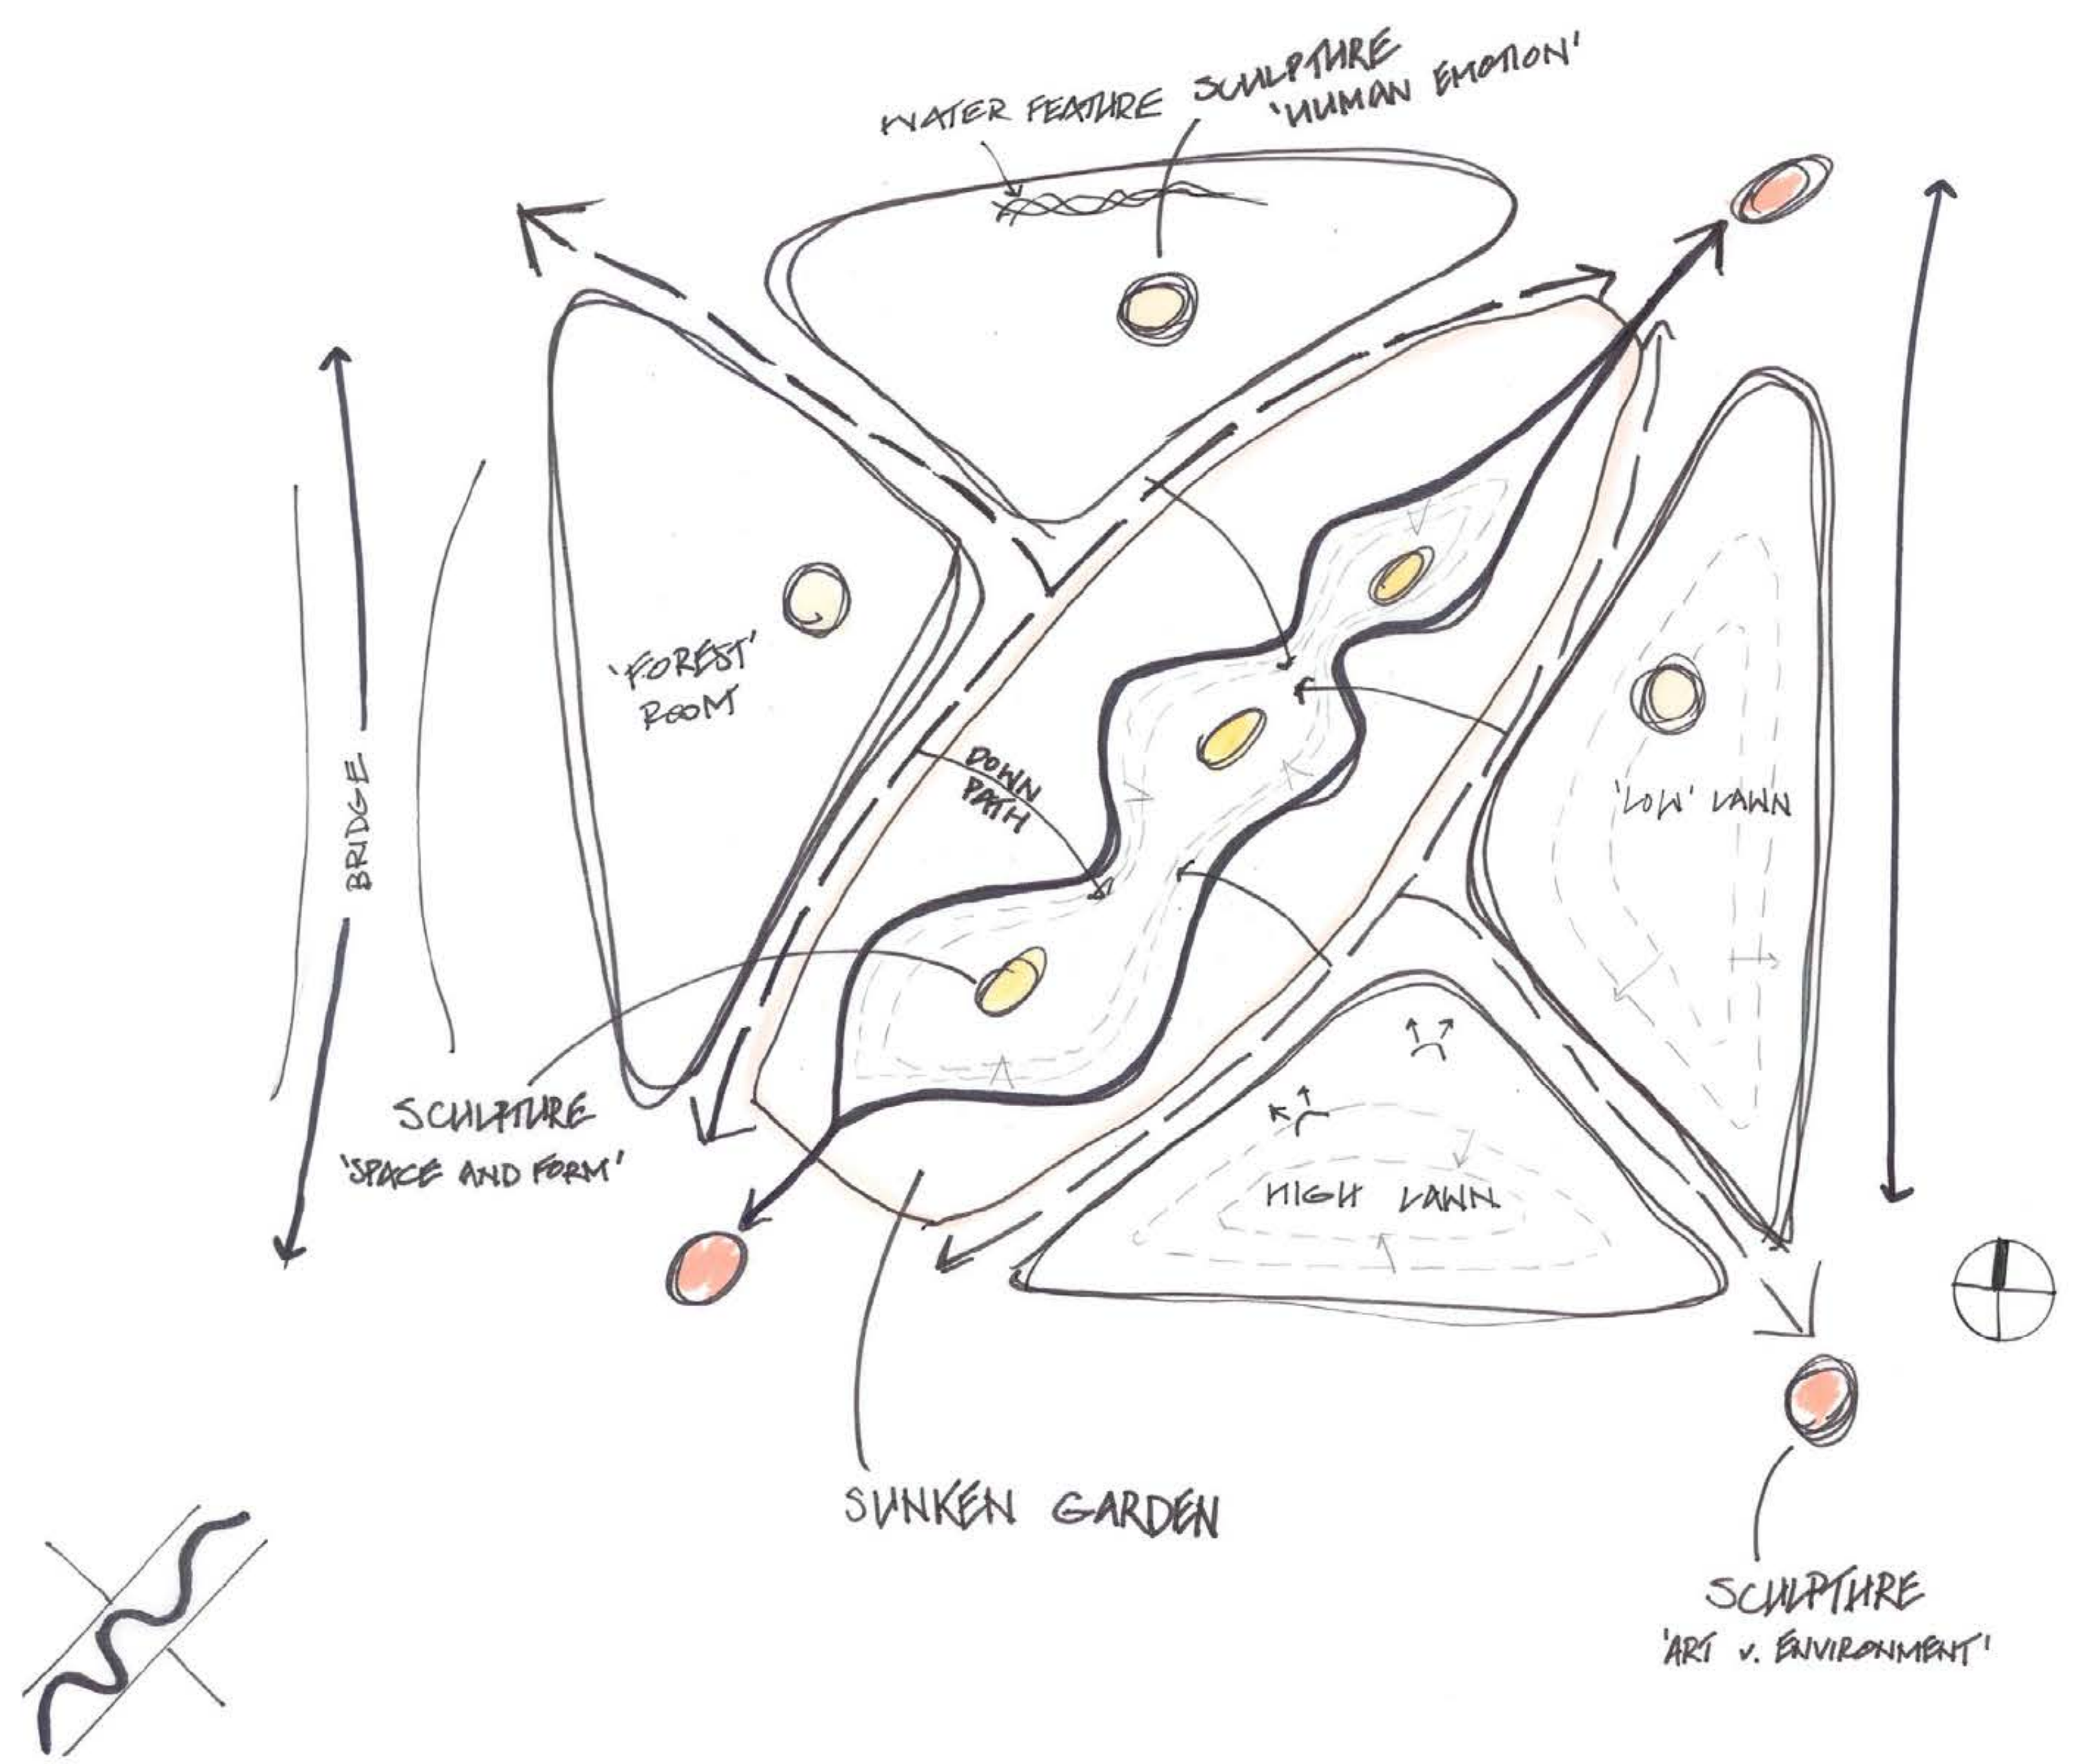 WATER FEATURE
SCULPTURE
'HUMAN EMOTION'
'FOREST'
ROOM
DOWN
PATH
BRIDGE
'LOW' LAWN
SCULPTURE
'SPACE AND FORM'
HIGH LAWN
SUNKEN GARDEN
SCULPTURE
'ART v. ENVIRONMENT'